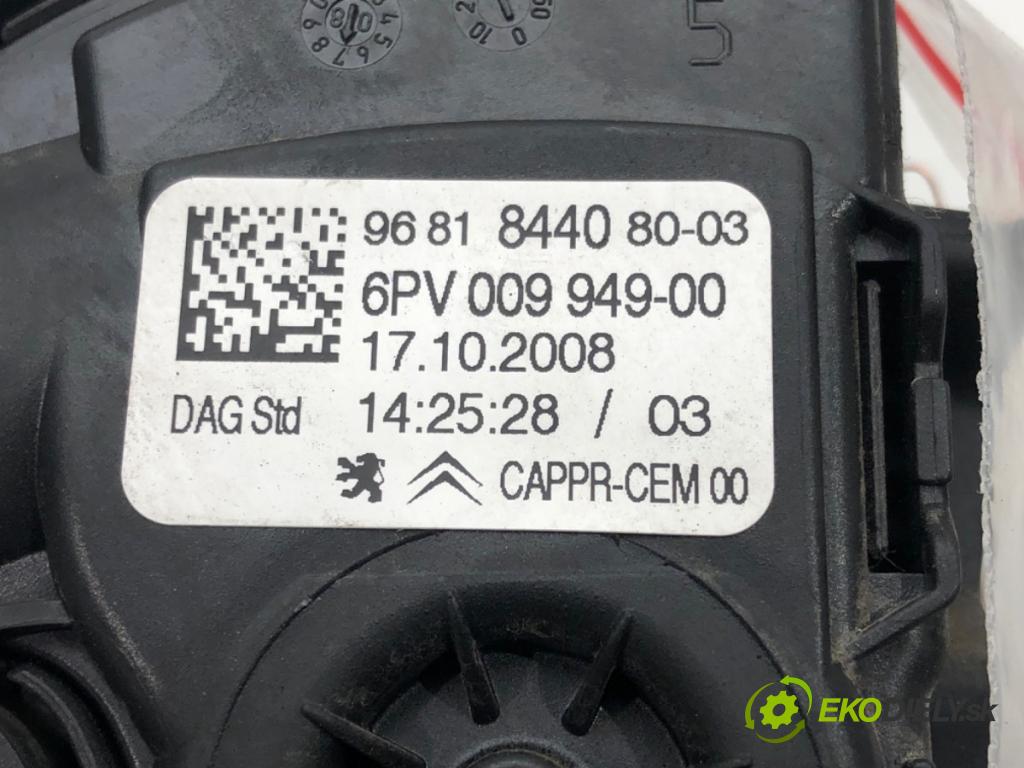 5
96 81 8440 80-03
6PV 009 949-00
17.10.2008
DAG Std 14:25:28 / 03
CAPPR-CEM 00
EKODIELY.sk